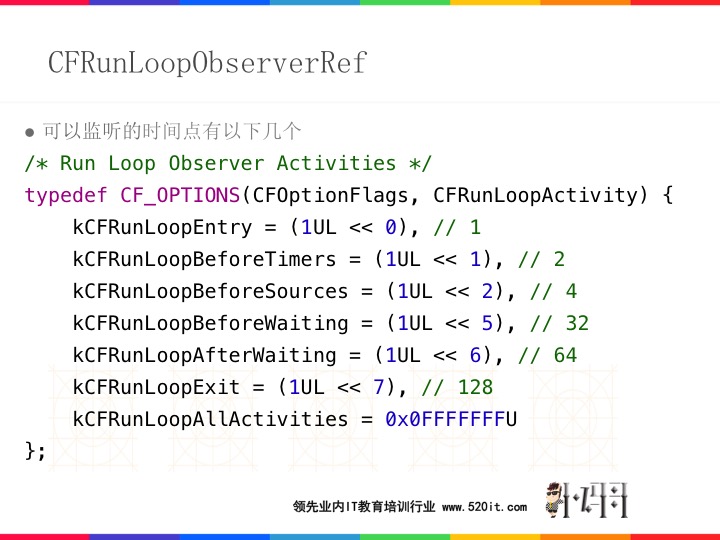 CFRunLoopObserverRef
● 可以监听的时间点有以下几个
/* Run Loop Observer Activities */
typedef CF_OPTIONS(CFOptionFlags, CFRunLoopActivity) {
    kCFRunLoopEntry = (1UL << 0), // 1
    kCFRunLoopBeforeTimers = (1UL << 1), // 2
    kCFRunLoopBeforeSources = (1UL << 2), // 4
    kCFRunLoopBeforeWaiting = (1UL << 5), // 32
    kCFRunLoopAfterWaiting = (1UL << 6), // 64
    kCFRunLoopExit = (1UL << 7), // 128
    kCFRunLoopAllActivities = 0x0FFFFFFFU
};
领先业内IT教育培训行业 www.520it.com
小码哥